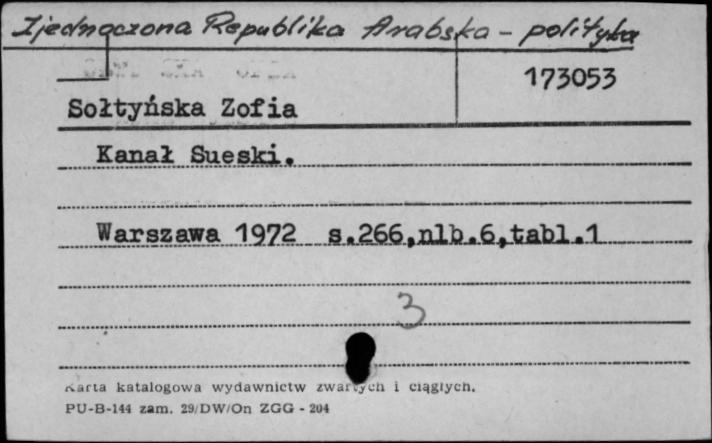 Zjednoczona Republika Arabska - polityka
173053
Sołtyńska Zofia
Kanał Sueski.
Warszawa 1972 s.266,nlb.6,tabl.1
3
Karta katalogowa wydawnictw zwartych i ciągłych.
PU-B-144 zam. 29/DW/On ZGG - 204